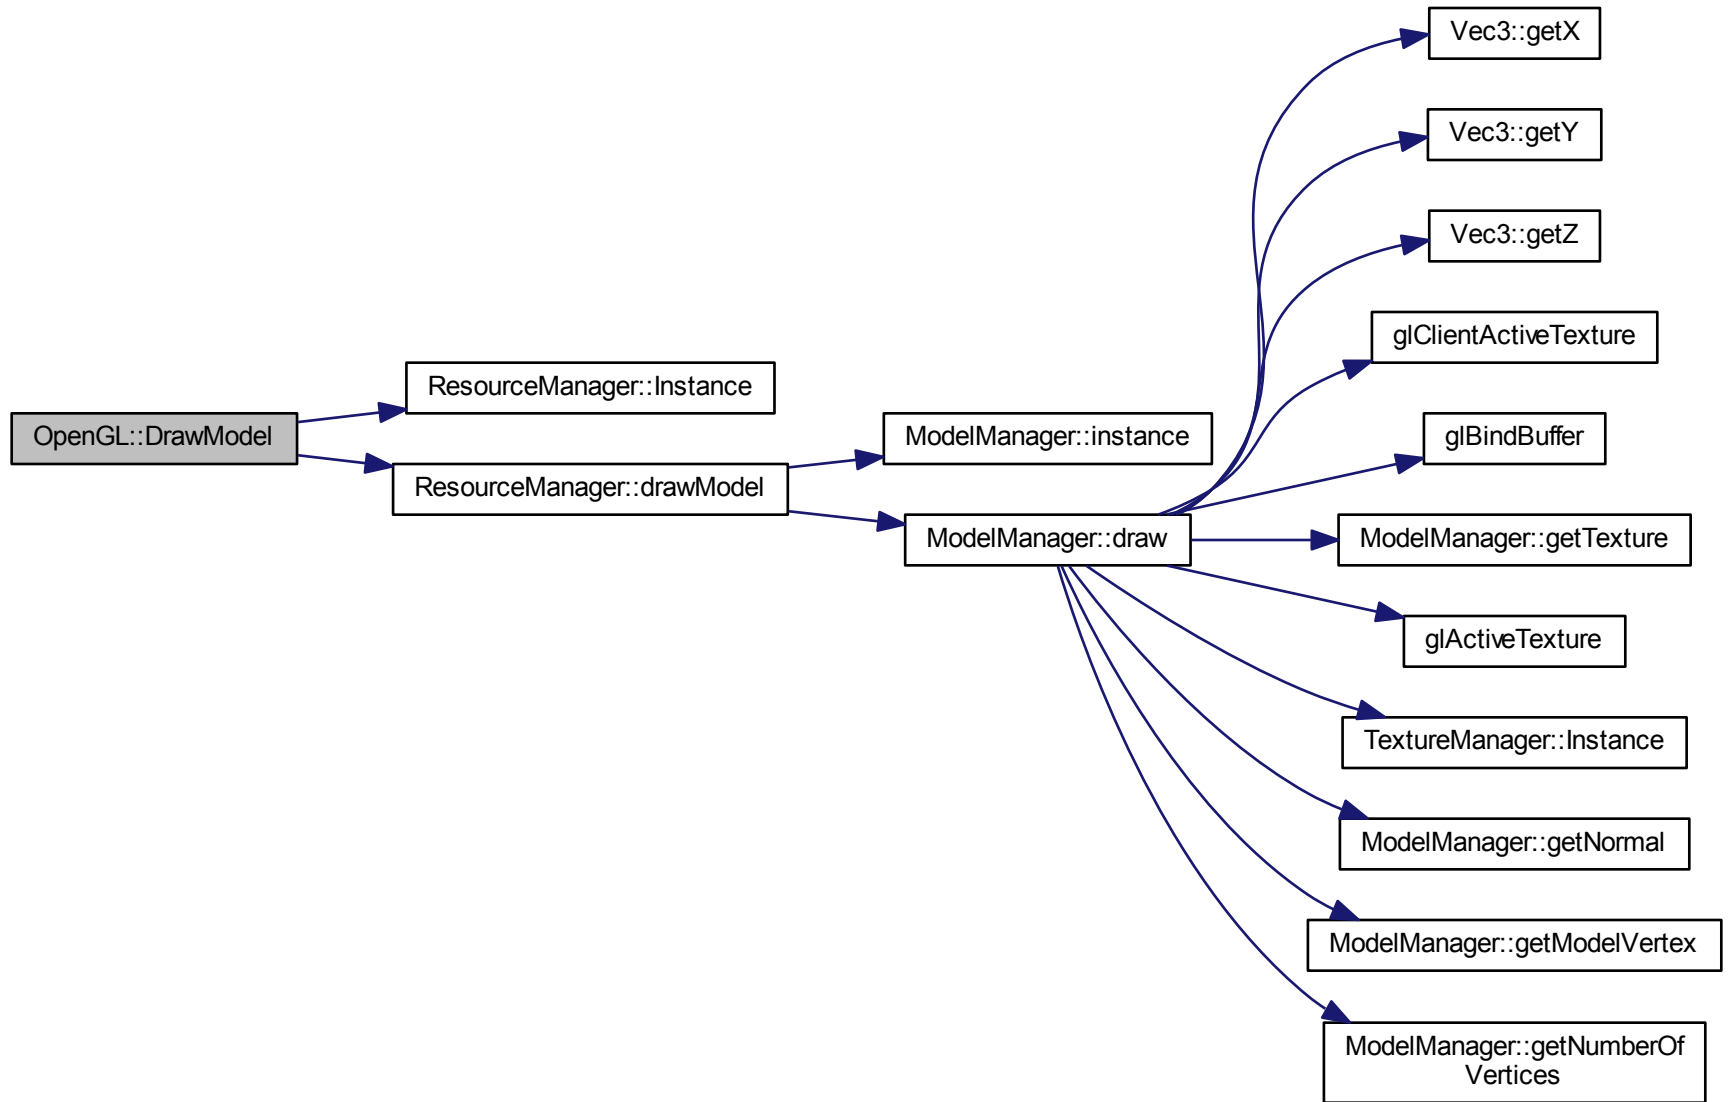 Vec3::getX
Vec3::getY
Vec3::getZ
glClientActiveTexture
ResourceManager::Instance
OpenGL::DrawModel
ModelManager::instance
glBindBuffer
ResourceManager::drawModel
ModelManager::draw
ModelManager::getTexture
glActiveTexture
TextureManager::Instance
ModelManager::getNormal
ModelManager::getModelVertex
ModelManager::getNumberOf
Vertices